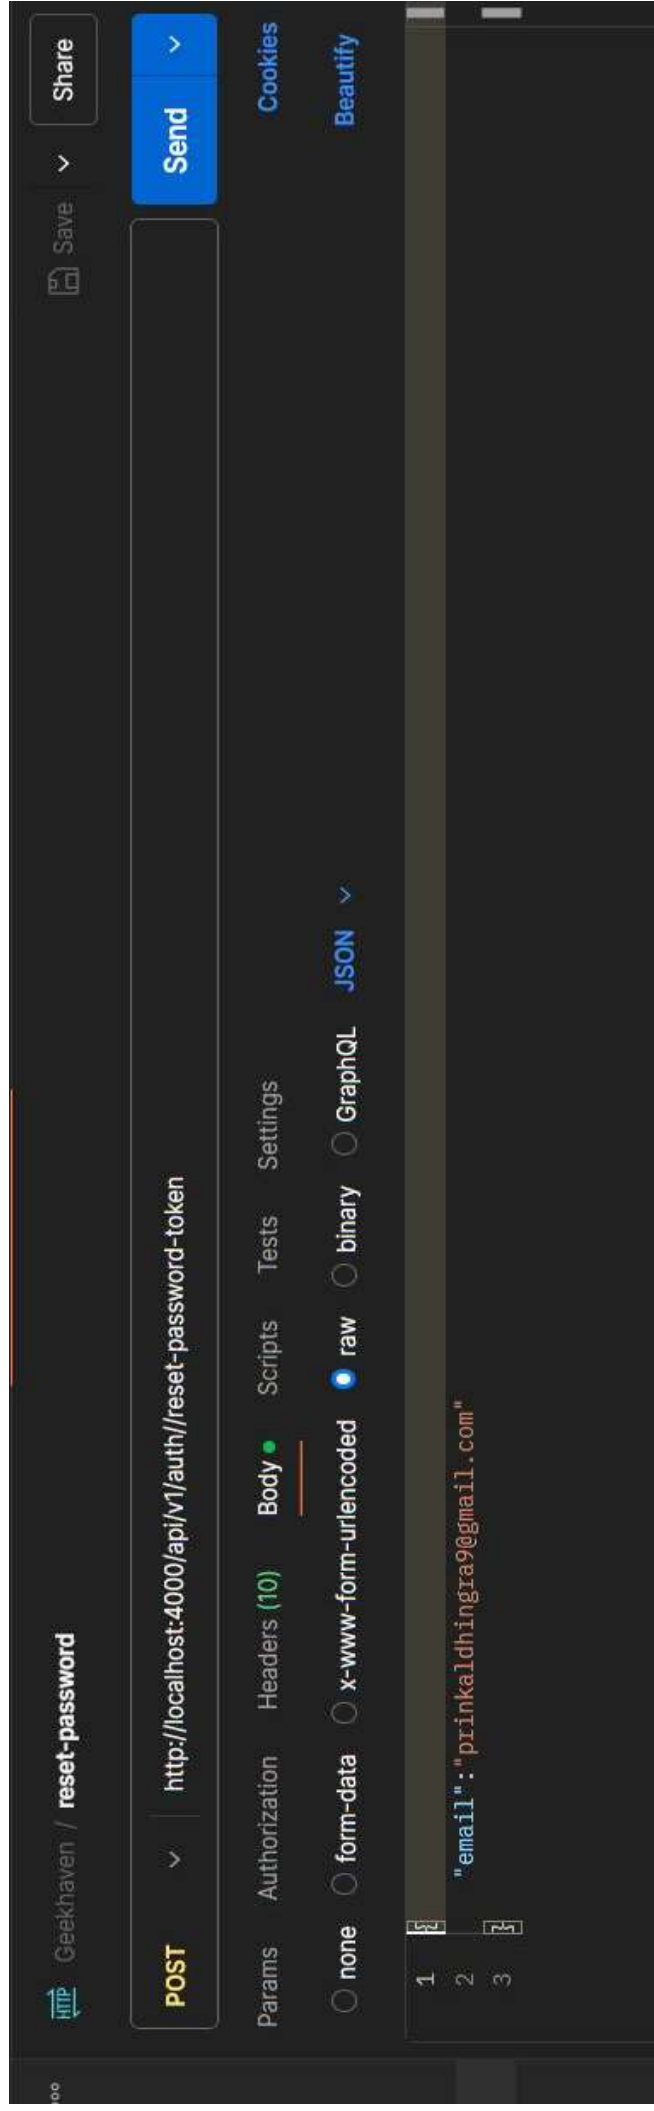 HTTP Geekhaven / reset-password Save Share
POST http://localhost:4000/api/v1/auth//reset-password-token Send
Params Authorization Headers (10) Body Scripts Tests Settings Cookies
none form-data x-www-form-urlencoded raw binary GraphQL JSON Beautify
1 {
2 "email":"prinkaldhingra9@gmail.com"
3 }